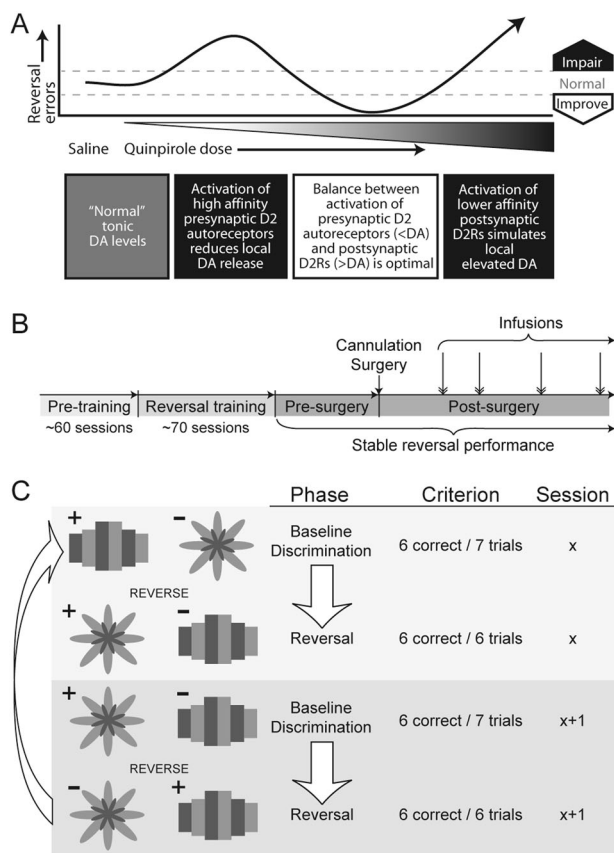 A
Reversal
errors
Impair
Normal
Improve
Saline
Quinpirole dose
"Normal"
tonic
DA levels
Activation of
high affinity
presynaptic D2
autoreceptors
reduces local
DA release
Balance between
activation of
presynaptic D2
autoreceptors (<DA)
and postsynaptic
D2Rs (>DA) is optimal
Activation of
lower affinity
postsynaptic
D2Rs simulates
local
elevated DA
B
Infusions
Cannulation
Surgery
Pre-training
Reversal training
Pre-surgery
Post-surgery
~60 sessions
~70 sessions
Stable reversal performance
C
Phase
Criterion
Session
+
-
Baseline
Discrimination
6 correct / 7 trials
x
REVERSE
+
-
Reversal
6 correct / 6 trials
x
+
-
Baseline
Discrimination
6 correct / 7 trials
x+1
REVERSE
-
+
Reversal
6 correct / 6 trials
x+1